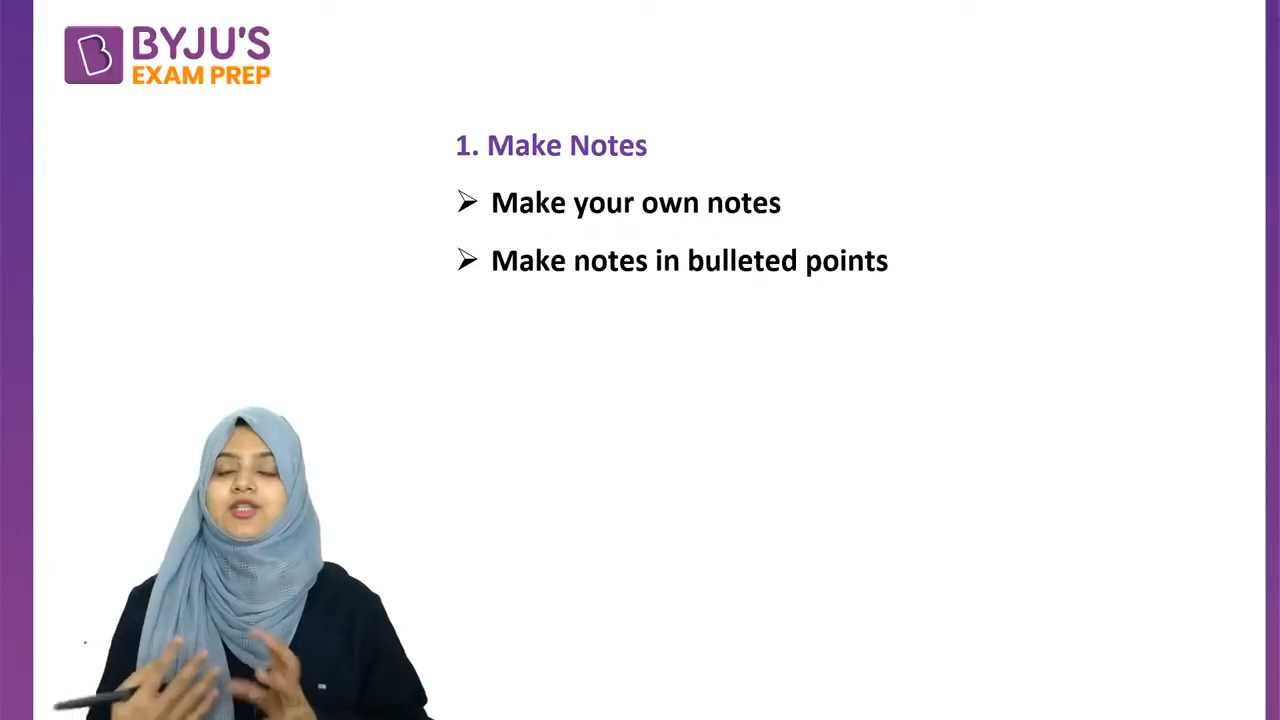 BYJU'S
EXAM PREP
1. Make Notes
➢ Make your own notes
➢ Make notes in bulleted points